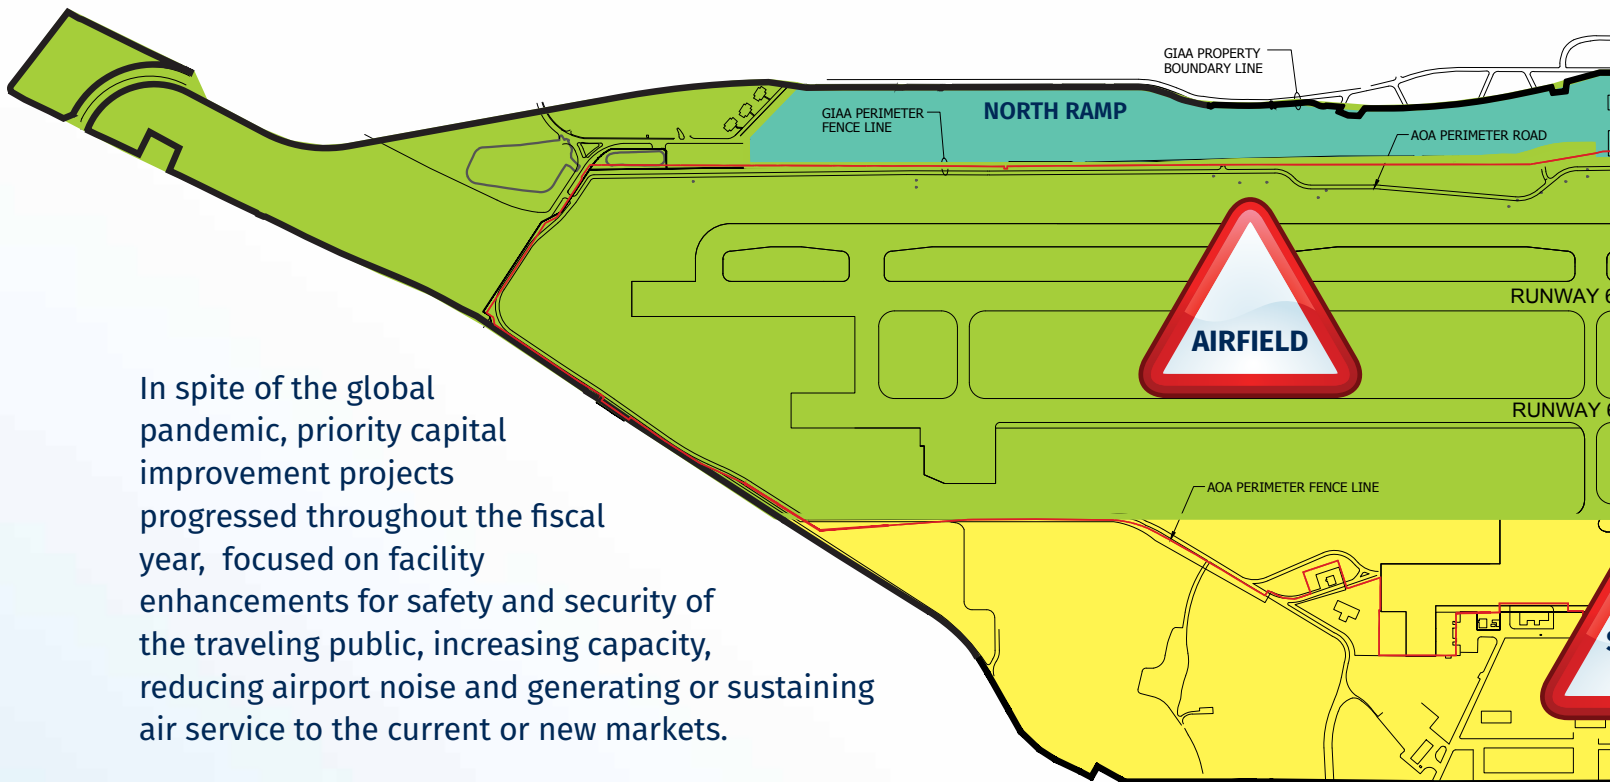 GIAA PROPERTY
BOUNDARY LINE
GIAA PERIMETER
FENCE LINE
NORTH RAMP
AOA PERIMETER ROAD
RUNWAY 6
AIRFIELD
RUNWAY 6
AOA PERIMETER FENCE LINE
In spite of the global
pandemic, priority capital
improvement projects
progressed throughout the fiscal
year,  focused on facility
enhancements for safety and security of
the traveling public, increasing capacity,
reducing airport noise and generating or sustaining
air service to the current or new markets.